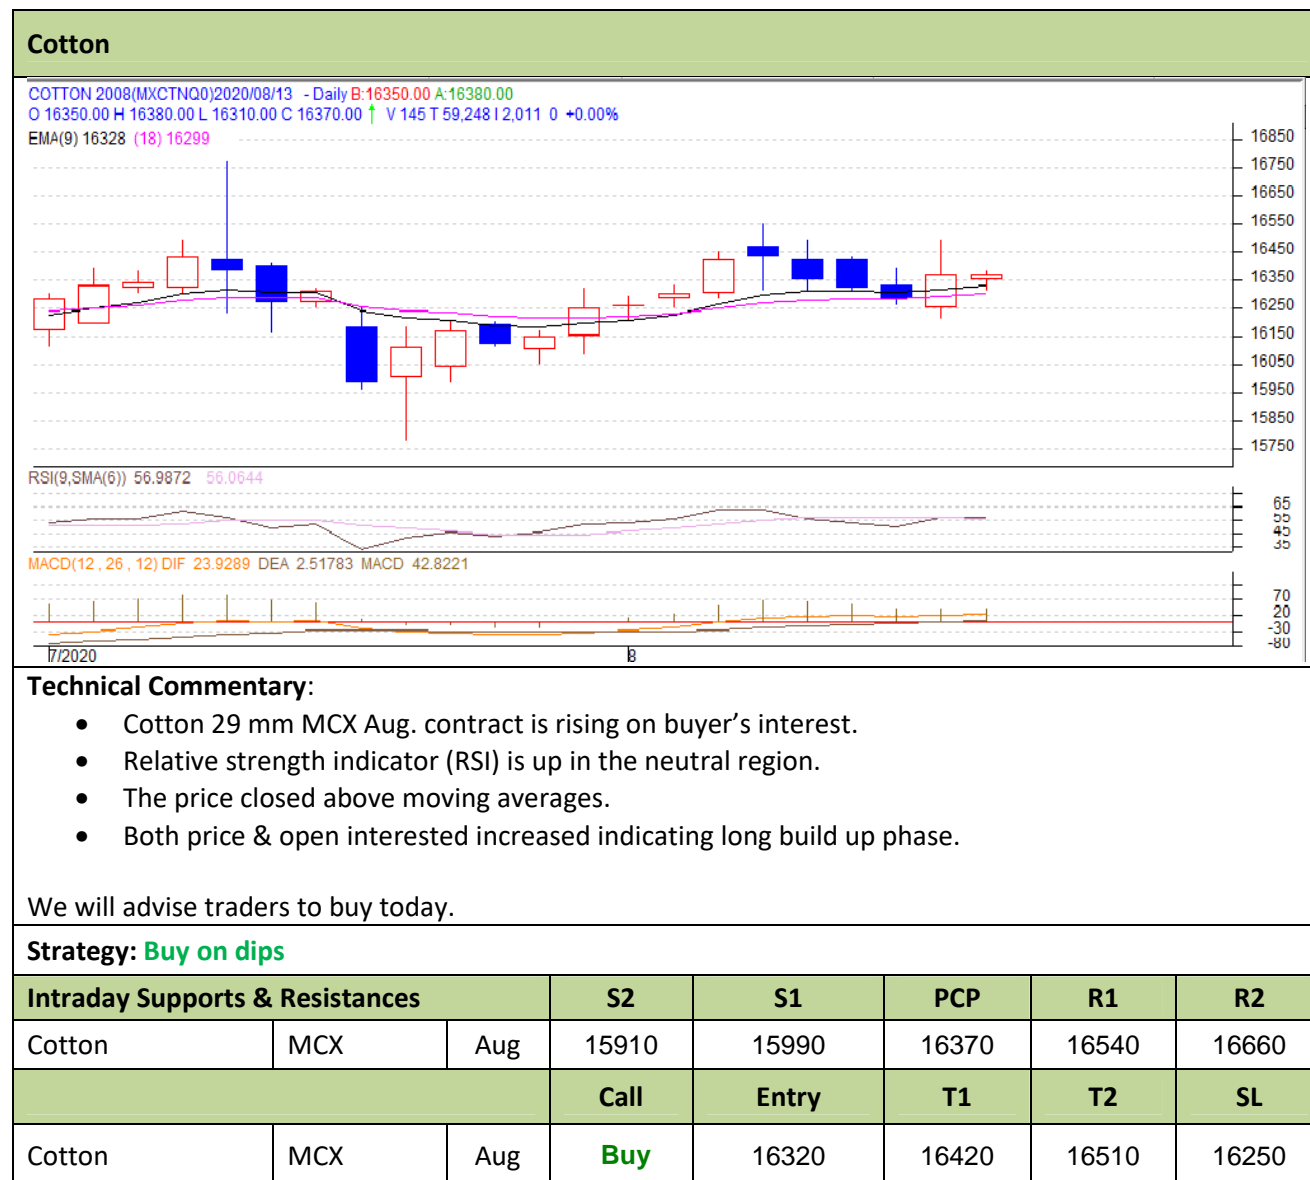 Cotton
COTTON 2008(MXCTNQ0)2020/08/13 - Daily B:16350.00 A:16380.00
O 16350.00 H 16380.00 L 16310.00 C 16370.00 ↑ V 145 T 59,248 I 2,011 0 +0.00%
EMA(9) 16328 (18) 16299
16850
16750
16650
16550
16450
16350
16250
16150
16050
15950
15850
15750
RSI(9,SMA(6)) 56.9872 56.0644
65
55
45
35
MACD(12 , 26 , 12) DIF 23.9289 DEA 2.51783 MACD 42.8221
70
20
-30
-80
7/2020 8
Technical Commentary:
• Cotton 29 mm MCX Aug. contract is rising on buyer’s interest.
• Relative strength indicator (RSI) is up in the neutral region.
• The price closed above moving averages.
• Both price & open interested increased indicating long build up phase.
We will advise traders to buy today.
Strategy: Buy on dips
Intraday Supports & Resistances S2 S1 PCP R1 R2
Cotton MCX Aug 15910 15990 16370 16540 16660
Call Entry T1 T2 SL
Cotton MCX Aug Buy 16320 16420 16510 16250